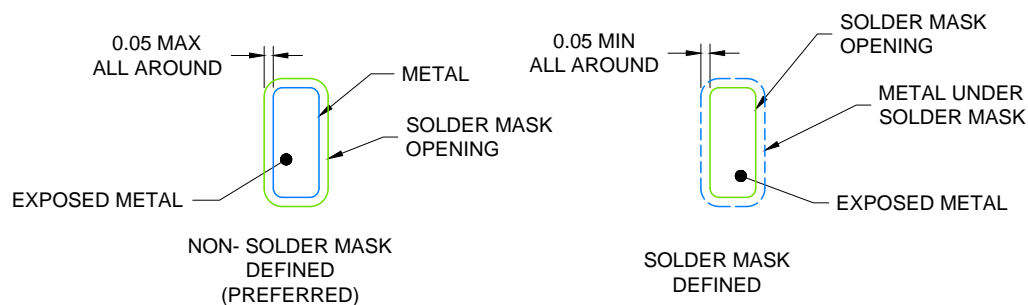 0.05 MAX
ALL AROUND
METAL
SOLDER MASK
OPENING
EXPOSED METAL
NON- SOLDER MASK
DEFINED
(PREFERRED)
0.05 MIN
ALL AROUND
SOLDER MASK
OPENING
METAL UNDER
SOLDER MASK
EXPOSED METAL
SOLDER MASK
DEFINED